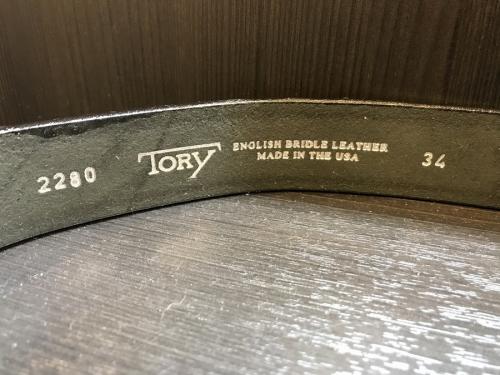 2280
TORY
ENGLISH BRIDLE LEATHER
MADE IN THE USA
34